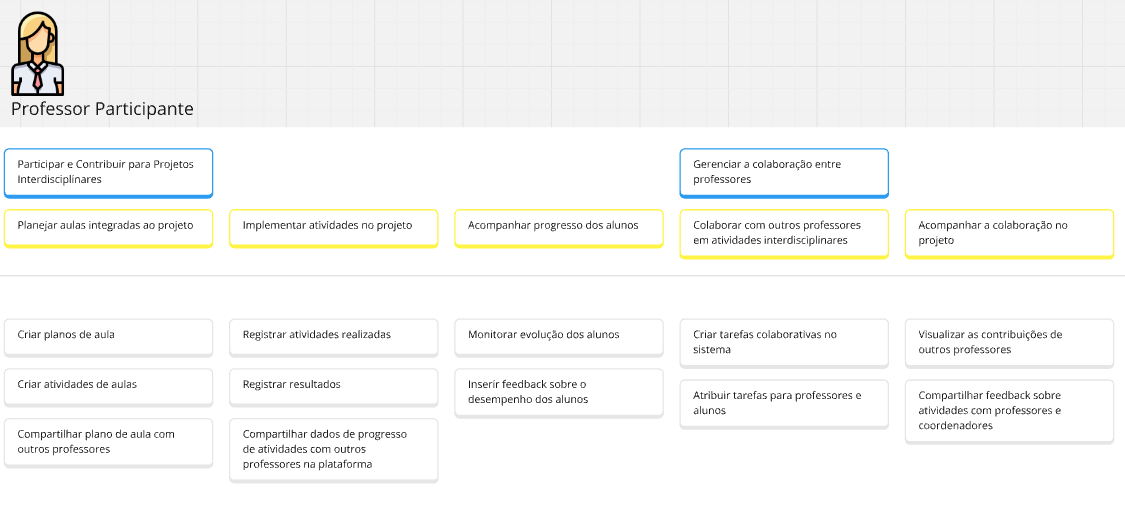 Professor Participante
Participar e Contribuir para Projetos
Interdisciplinares
Gerenciar a colaboração entre
professores
Planejar aulas integradas ao projeto
Implementar atividades no projeto
Acompanhar progresso dos alunos
Colaborar com outros professores
em atividades interdisciplinares
Acompanhar a colaboração no
projeto
Criar planos de aula
Registrar atividades realizadas
Monitorar evolução dos alunos
Criar tarefas colaborativas no
sistema
Visualizar as contribuições de
outros professores
Criar atividades de aulas
Registrar resultados
Inserír feedback sobre o
desempenho dos alunos
Atribuir tarefas para professores e
alunos
Compartilhar feedback sobre
atividades com professores e
coordenadores
Compartilhar plano de aula com
outros professores
Compartilhar dados de progresso
de atividades com outros
professores na plataforma